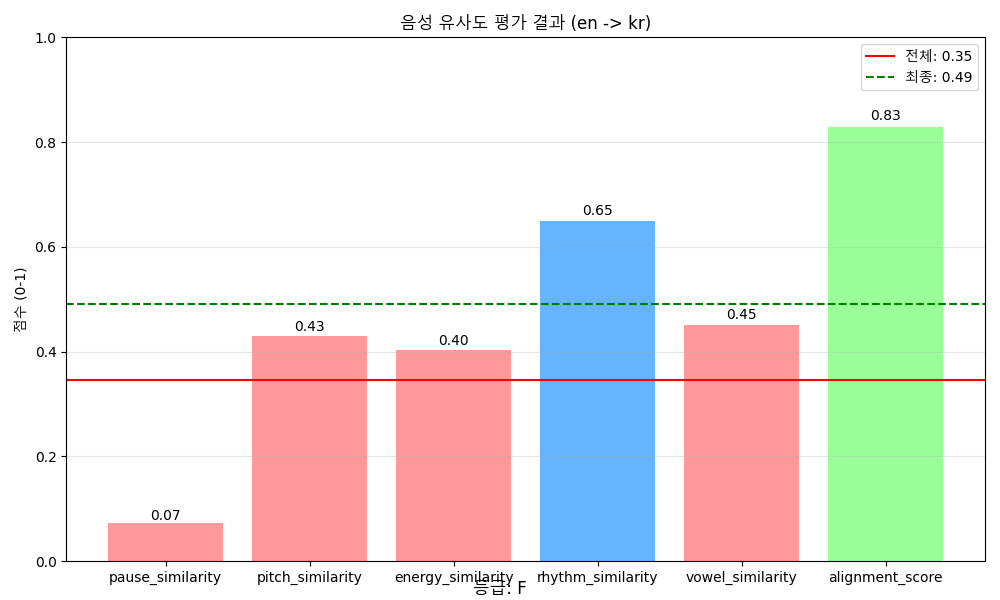 음성 유사도 평가 결과 (en -> kr)
전체: 0.35
최종: 0.49
점수 (0-1)
1.0
0.8
0.6
0.4
0.2
0.0
0.07
0.43
0.40
0.65
0.45
0.83
pause_similarity
pitch_similarity
energy_similarity
rhythm_similarity
vowel_similarity
alignment_score
등급: F